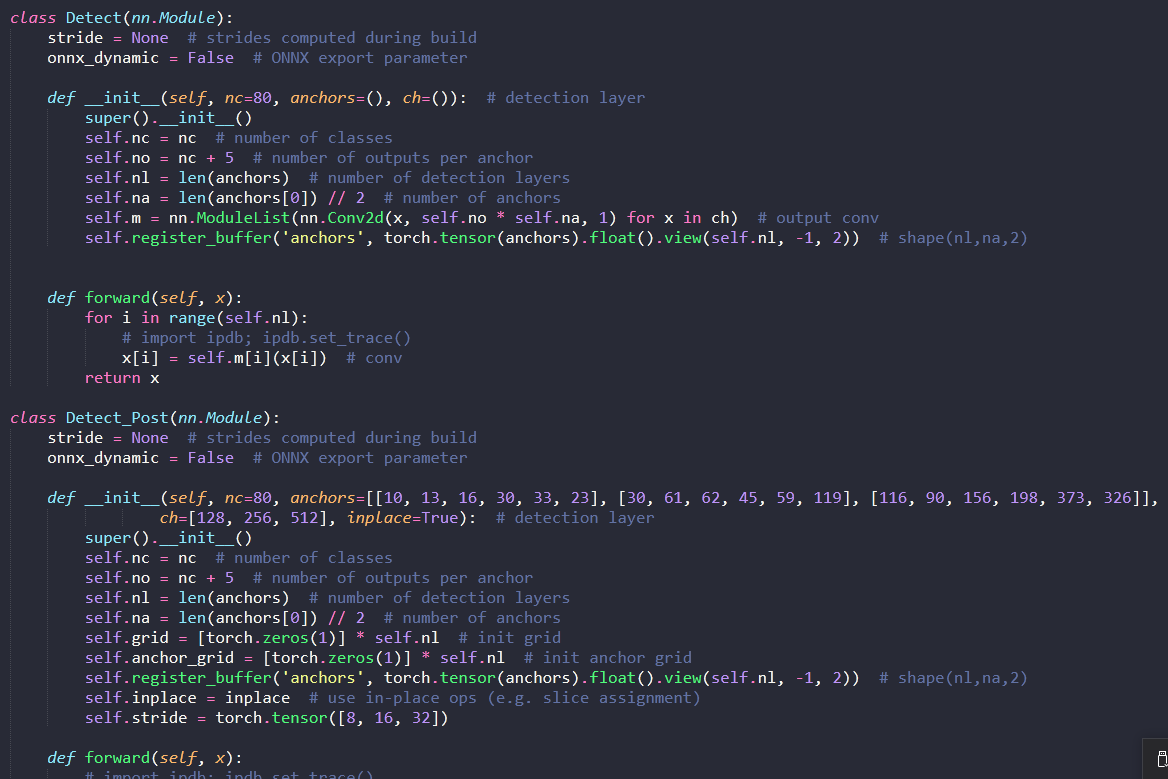 class Detect(nn.Module):
    stride = None  # strides computed during build
    onnx_dynamic = False  # ONNX export parameter

    def __init__(self, nc=80, anchors=(), ch=()):  # detection layer
        super().__init__()
        self.nc = nc  # number of classes
        self.no = nc + 5  # number of outputs per anchor
        self.nl = len(anchors)  # number of detection layers
        self.na = len(anchors[0]) // 2  # number of anchors
        self.m = nn.ModuleList(nn.Conv2d(x, self.no * self.na, 1) for x in ch)  # output conv
        self.register_buffer('anchors', torch.tensor(anchors).float().view(self.nl, -1, 2))  # shape(nl,na,2)


    def forward(self, x):
        for i in range(self.nl):
            # import ipdb; ipdb.set_trace()
            x[i] = self.m[i](x[i])  # conv
        return x

class Detect_Post(nn.Module):
    stride = None  # strides computed during build
    onnx_dynamic = False  # ONNX export parameter

    def __init__(self, nc=80, anchors=[[10, 13, 16, 30, 33, 23], [30, 61, 62, 45, 59, 119], [116, 90, 156, 198, 373, 326]],
                ch=[128, 256, 512], inplace=True):  # detection layer
        super().__init__()
        self.nc = nc  # number of classes
        self.no = nc + 5  # number of outputs per anchor
        self.nl = len(anchors)  # number of detection layers
        self.na = len(anchors[0]) // 2  # number of anchors
        self.grid = [torch.zeros(1)] * self.nl  # init grid
        self.anchor_grid = [torch.zeros(1)] * self.nl  # init anchor grid
        self.register_buffer('anchors', torch.tensor(anchors).float().view(self.nl, -1, 2))  # shape(nl,na,2)
        self.inplace = inplace  # use in-place ops (e.g. slice assignment)
        self.stride = torch.tensor([8, 16, 32])

    def forward(self, x):
        # import ipdb; ipdb.set_trace()